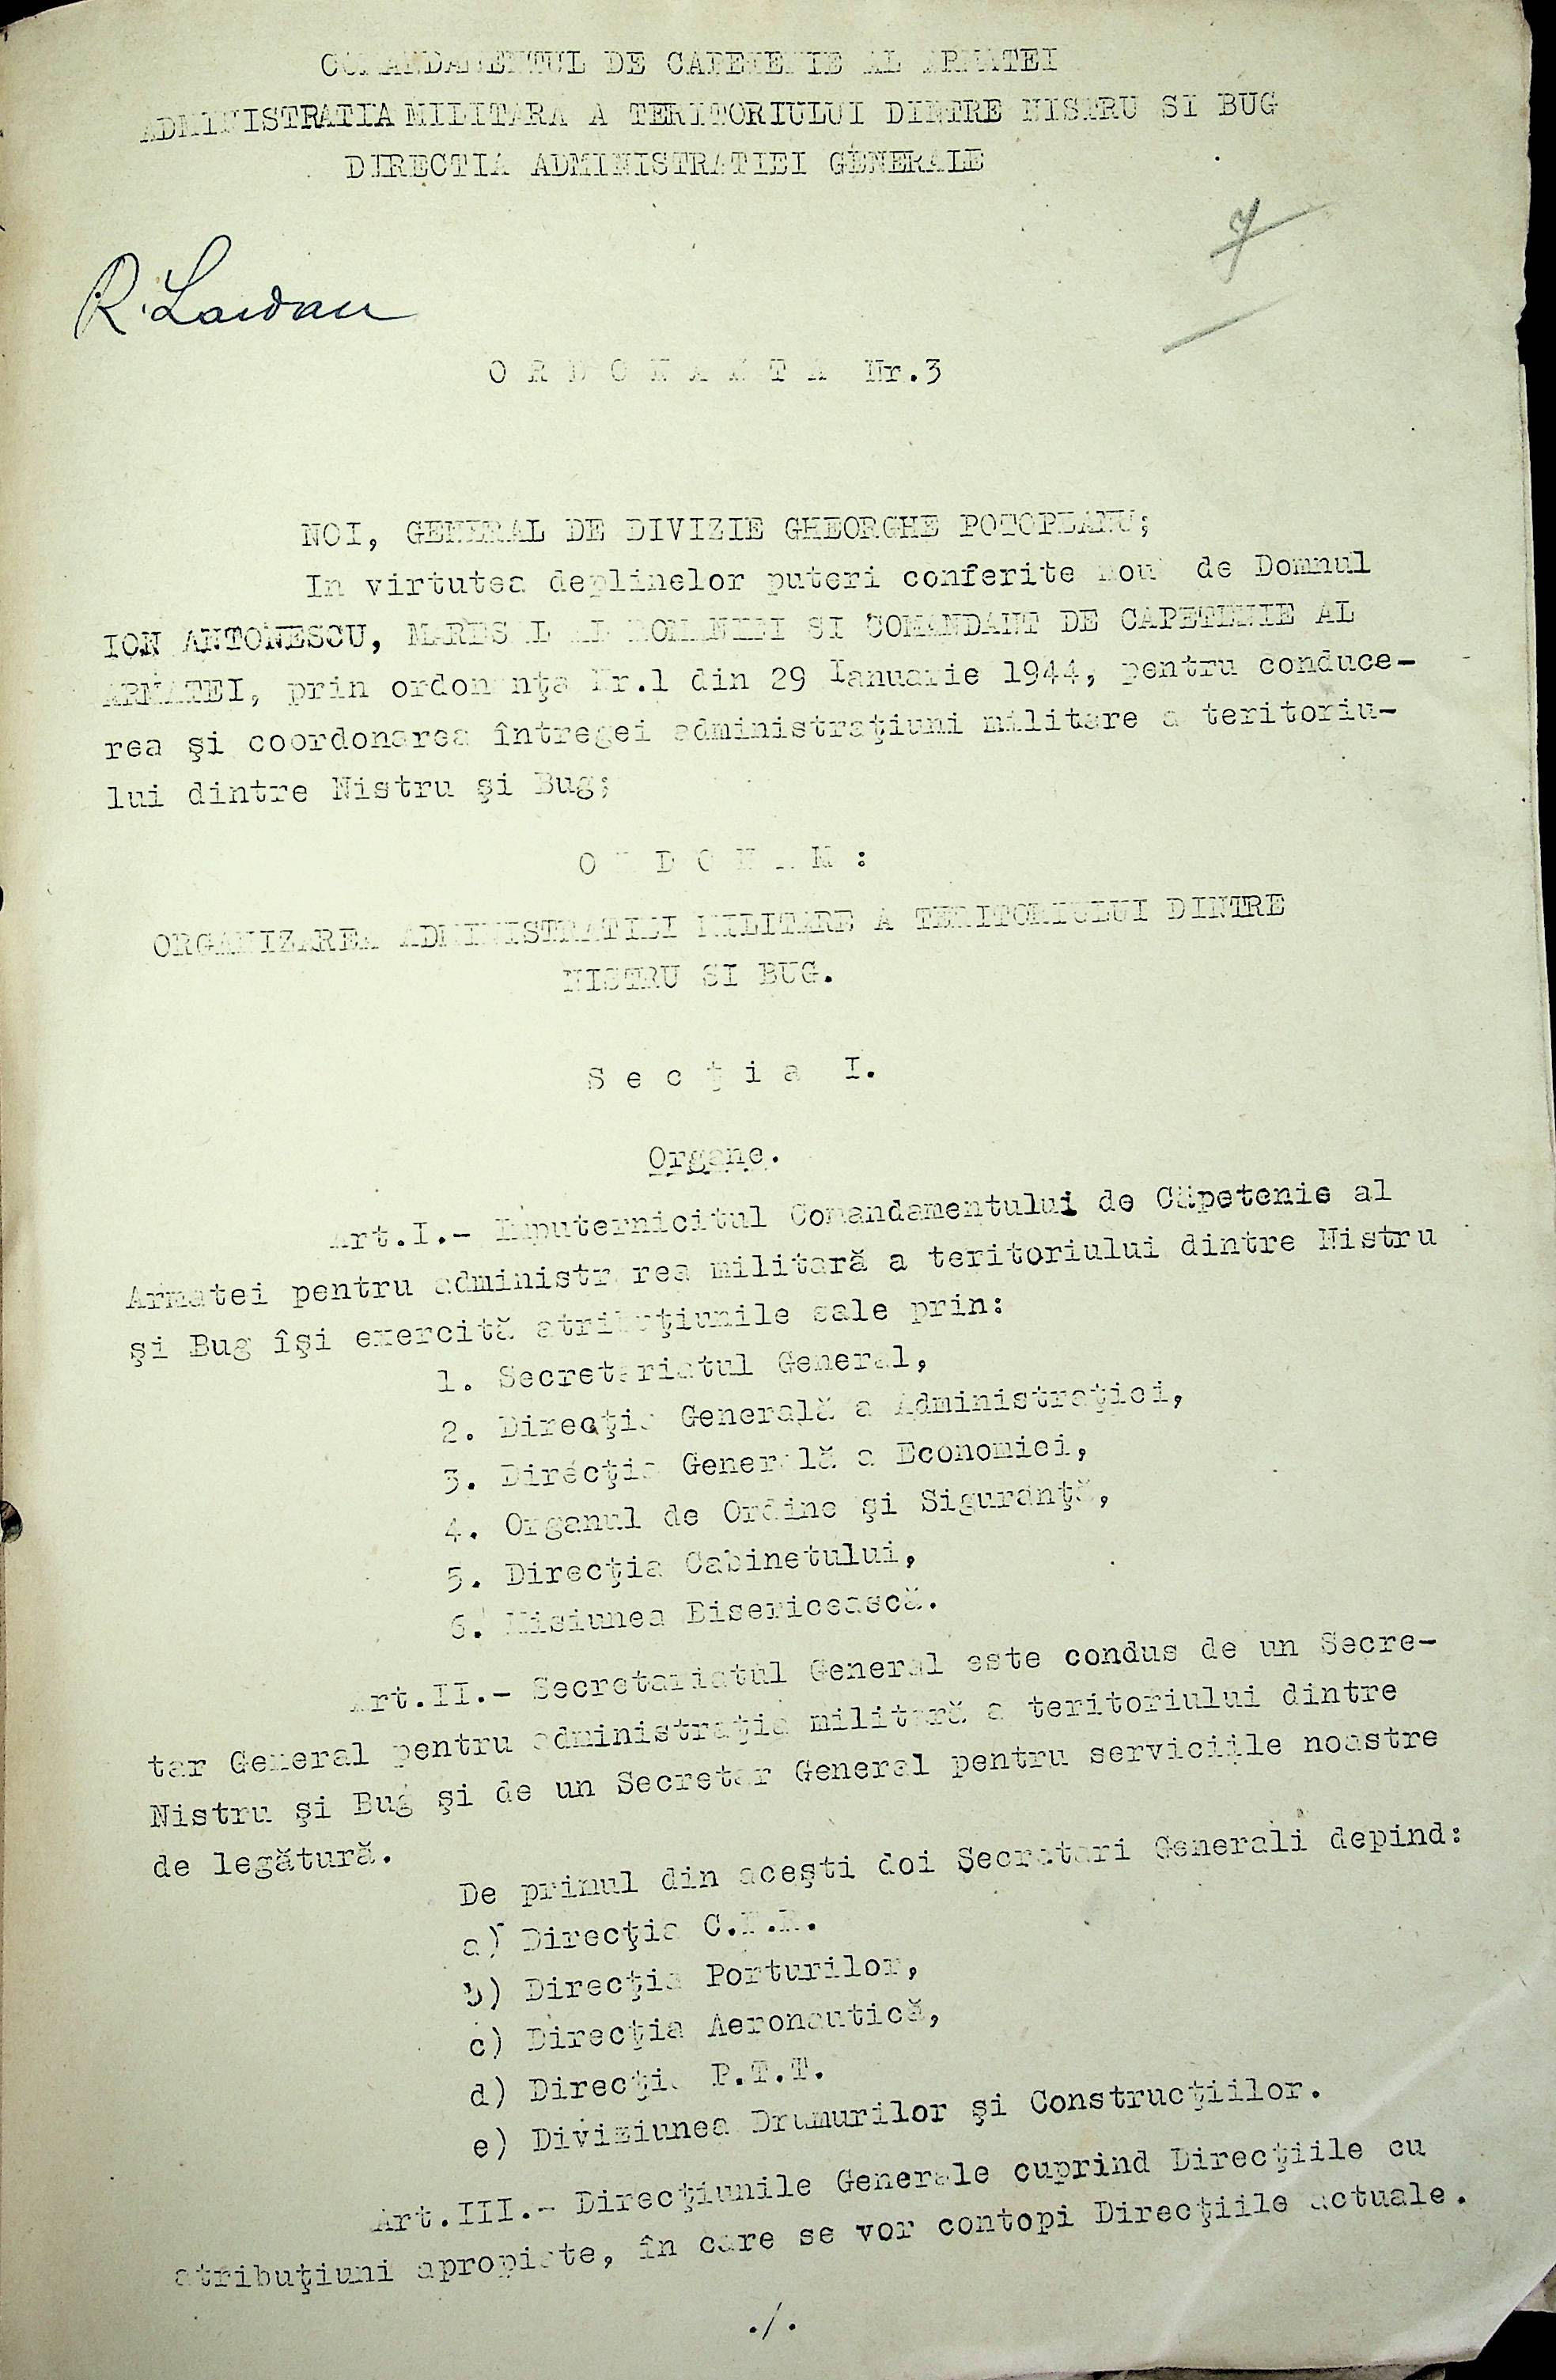 COMANDAMENTUL DE CAPETENIE AL ARMATEI
ADMINISTRATIA MILITARA A TERITORIULUI DINTRE NISTRU SI BUG
DIRECTIA ADMINISTRATIEI GENERALE
7
R. Landau
O R D O N A N T A Nr.3
NOI, GENERAL DE DIVIZIE GHEORGHE POTOPEANU;
In virtutea deplinelor puteri conferite nouă de Domnul
ION ANTONESCU, MARESAL AL ROMANIEI SI COMANDANT DE CAPETENIE AL
ARMATEI, prin ordonanţa Nr.1 din 29 Ianuarie 1944, pentru conduce-
rea şi coordonarea întregei administraţiuni militare a teritoriu-
lui dintre Nistru şi Bug;
O R D O N A M :
ORGANIZAREA ADMINISTRATIEI MILITARE A TERITORIULUI DINTRE
NISTRU SI BUG.
S e c ţ i a I.
Organe.
Art.I.- Imputernicitul Comandamentului de Căpetenie al
Armatei pentru administrarea militară a teritoriului dintre Nistru
şi Bug îşi exercită atribuţiunile sale prin:
1. Secretariatul General,
2. Direcţia Generală a Administraţiei,
3. Direcţia Generală a Economiei,
4. Organul de Ordine şi Siguranţă,
5. Direcţia Cabinetului,
6. Misiunea Bisericească.
Art.II.- Secretariatul General este condus de un Secre-
tar General pentru administraţia militară a teritoriului dintre
Nistru şi Bug şi de un Secretar General pentru serviciile noastre
de legătură.
De primul din aceşti doi Secretari Generali depind:
a) Direcţia C.F.R.
b) Direcţia Porturilor,
c) Direcţia Aeronautică,
d) Direcţia P.T.T.
e) Diviziunea Drumurilor şi Construcţiilor.
Art.III.- Direcţiunile Generale cuprind Direcţiile cu
atribuţiuni apropiate, în care se vor contopi Direcţiile actuale.
./.